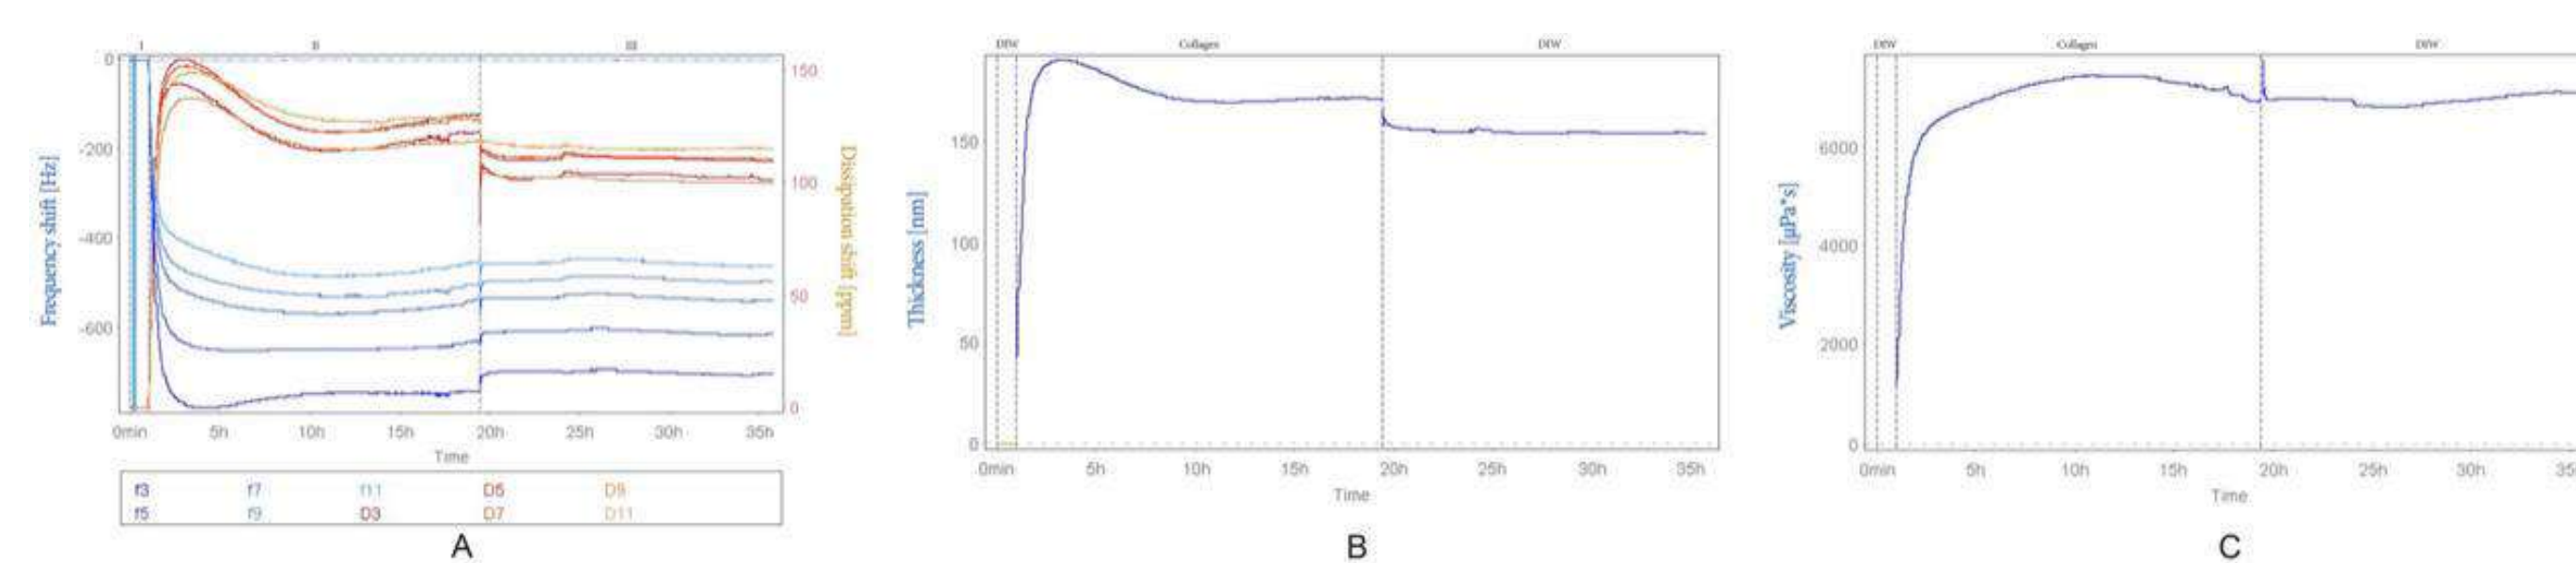 I II III
0
-200
-400
-600
Frequency shift [Hz]
150
100
50
0
Dissipation shift [ppm]
0min 5h 10h 15h 20h 25h 30h 35h
Time
f3 f7 f11 D5 D9
f5 f9 D3 D7 D11
A
DIW Collagen DIW
150
100
50
0
Thickness [nm]
0min 5h 10h 15h 20h 25h 30h 35h
Time
B
DIW Collagen DIW
6000
4000
2000
0
Viscosity [µPa*s]
0min 5h 10h 15h 20h 25h 30h 35
Time
C